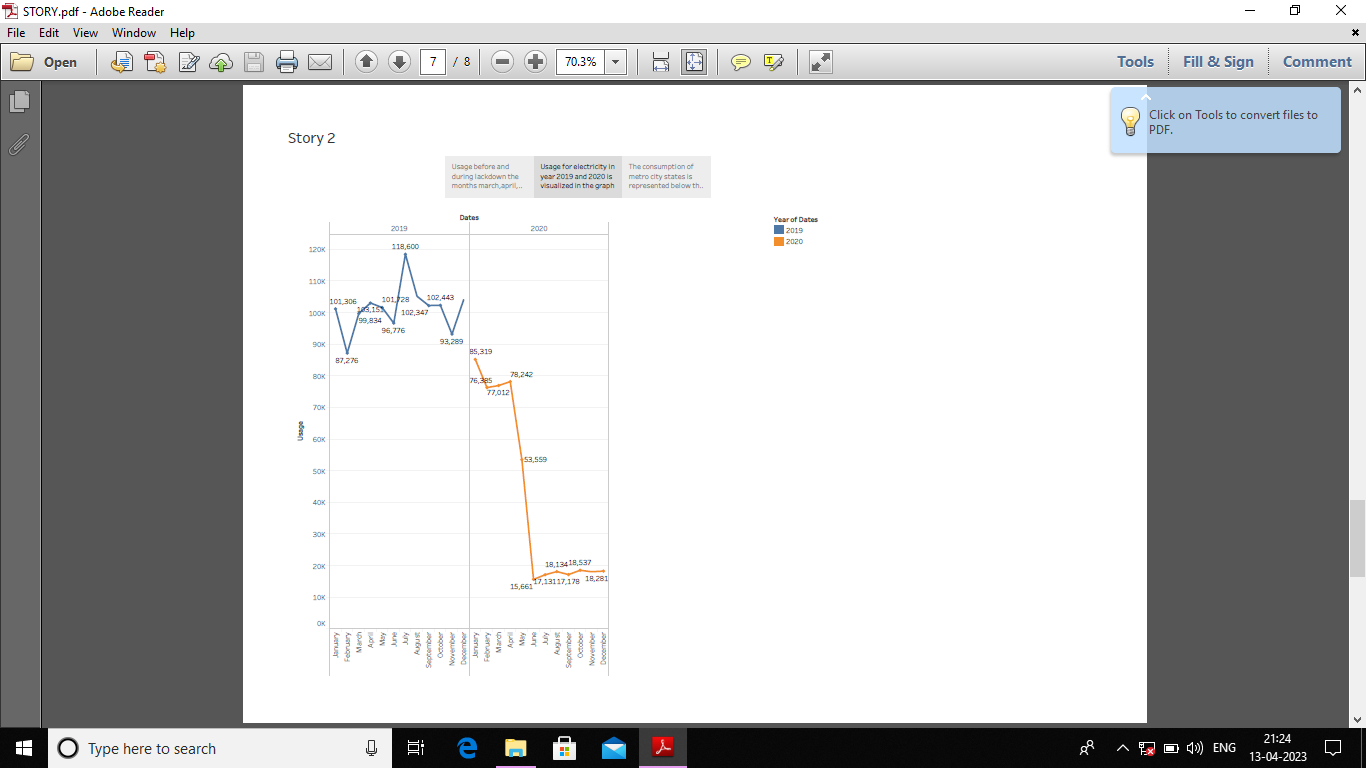 STORY.pdf - Adobe Reader
File Edit View Window Help
Open 7 / 8 70.3% Tools Fill & Sign Comment
Click on Tools to convert files to
PDF.
Story 2
Usage before and
during lackdown the
months march,april,...
Usage for electricity in
year 2019 and 2020 is
visualized in the graph
The consumption of
metro city states is
represented below th..
Dates
2019 2020
Year of Dates
2019
2020
Usage
120K
110K
100K
90K
80K
70K
60K
50K
40K
30K
20K
10K
0K
118,600
101,306
101,728
102,443
103,153
99,834
102,347
96,776
93,289
87,276
85,319
76,385
78,242
77,012
53,559
18,134
18,537
15,661
17,131
17,178
18,281
January February March April May June July August September October November December
January February March April May June July August September October November December
Type here to search
ENG
21:24
13-04-2023